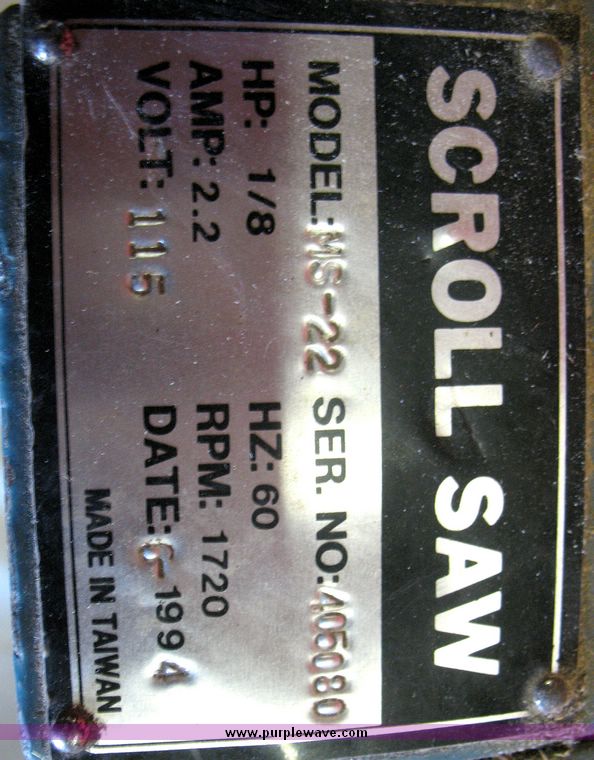 SCROLL SAW
MODEL: MS-22 SER. NO: 405080
HP: 1/8 HZ: 60
AMP: 2.2 RPM: 1720
VOLT: 115 DATE: 6-1994
MADE IN TAIWAN
www.purplewave.com